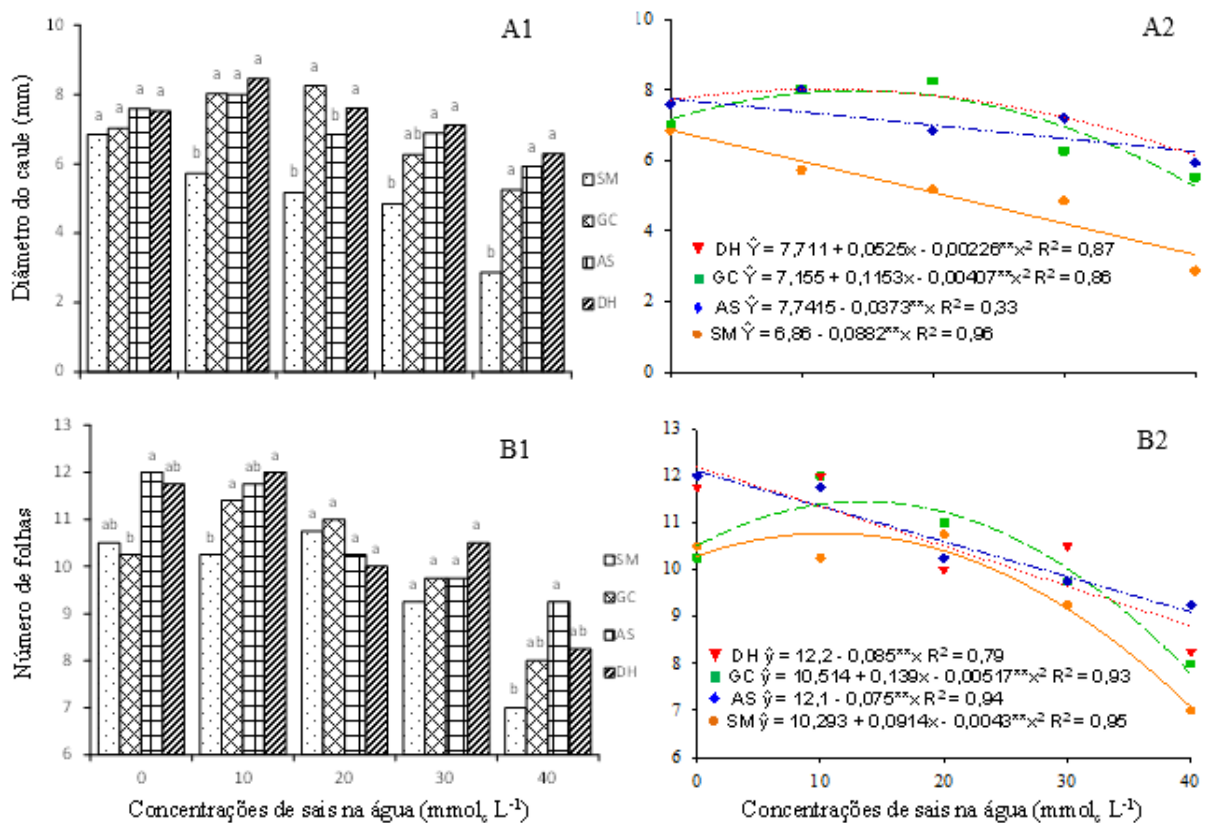 A1
Diâmetro do caule (mm)
10
8
6
4
2
0
a a a a
b a a a
b a b a
b ab a a
b a a a
SM
GC
AS
DH
A2
10
8
6
4
2
0
DH Ŷ = 7,711 + 0,0525x - 0,00226**x² R² = 0,87
GC Ŷ = 7,155 + 0,1153x - 0,00407**x² R² = 0,86
AS Ŷ = 7,7415 - 0,0373**x R² = 0,33
SM Ŷ = 6,86 - 0,0882**x R² = 0,96
B1
Número de folhas
13
12
11
10
9
8
7
6
ab b a ab
b a ab a
a a a a
a a a a
b ab a ab
SM
GC
AS
DH
0 10 20 30 40
Concentrações de sais na água (mmolc L⁻¹)
B2
13
12
11
10
9
8
7
6
DH ŷ = 12,2 - 0,085**x R² = 0,79
GC ŷ = 10,514 + 0,139x - 0,00517**x² R² = 0,93
AS ŷ = 12,1 - 0,075**x R² = 0,94
SM ŷ = 10,293 + 0,0914x - 0,0043**x² R² = 0,95
0 10 20 30 40
Concentrações de sais na água (mmolc L⁻¹)